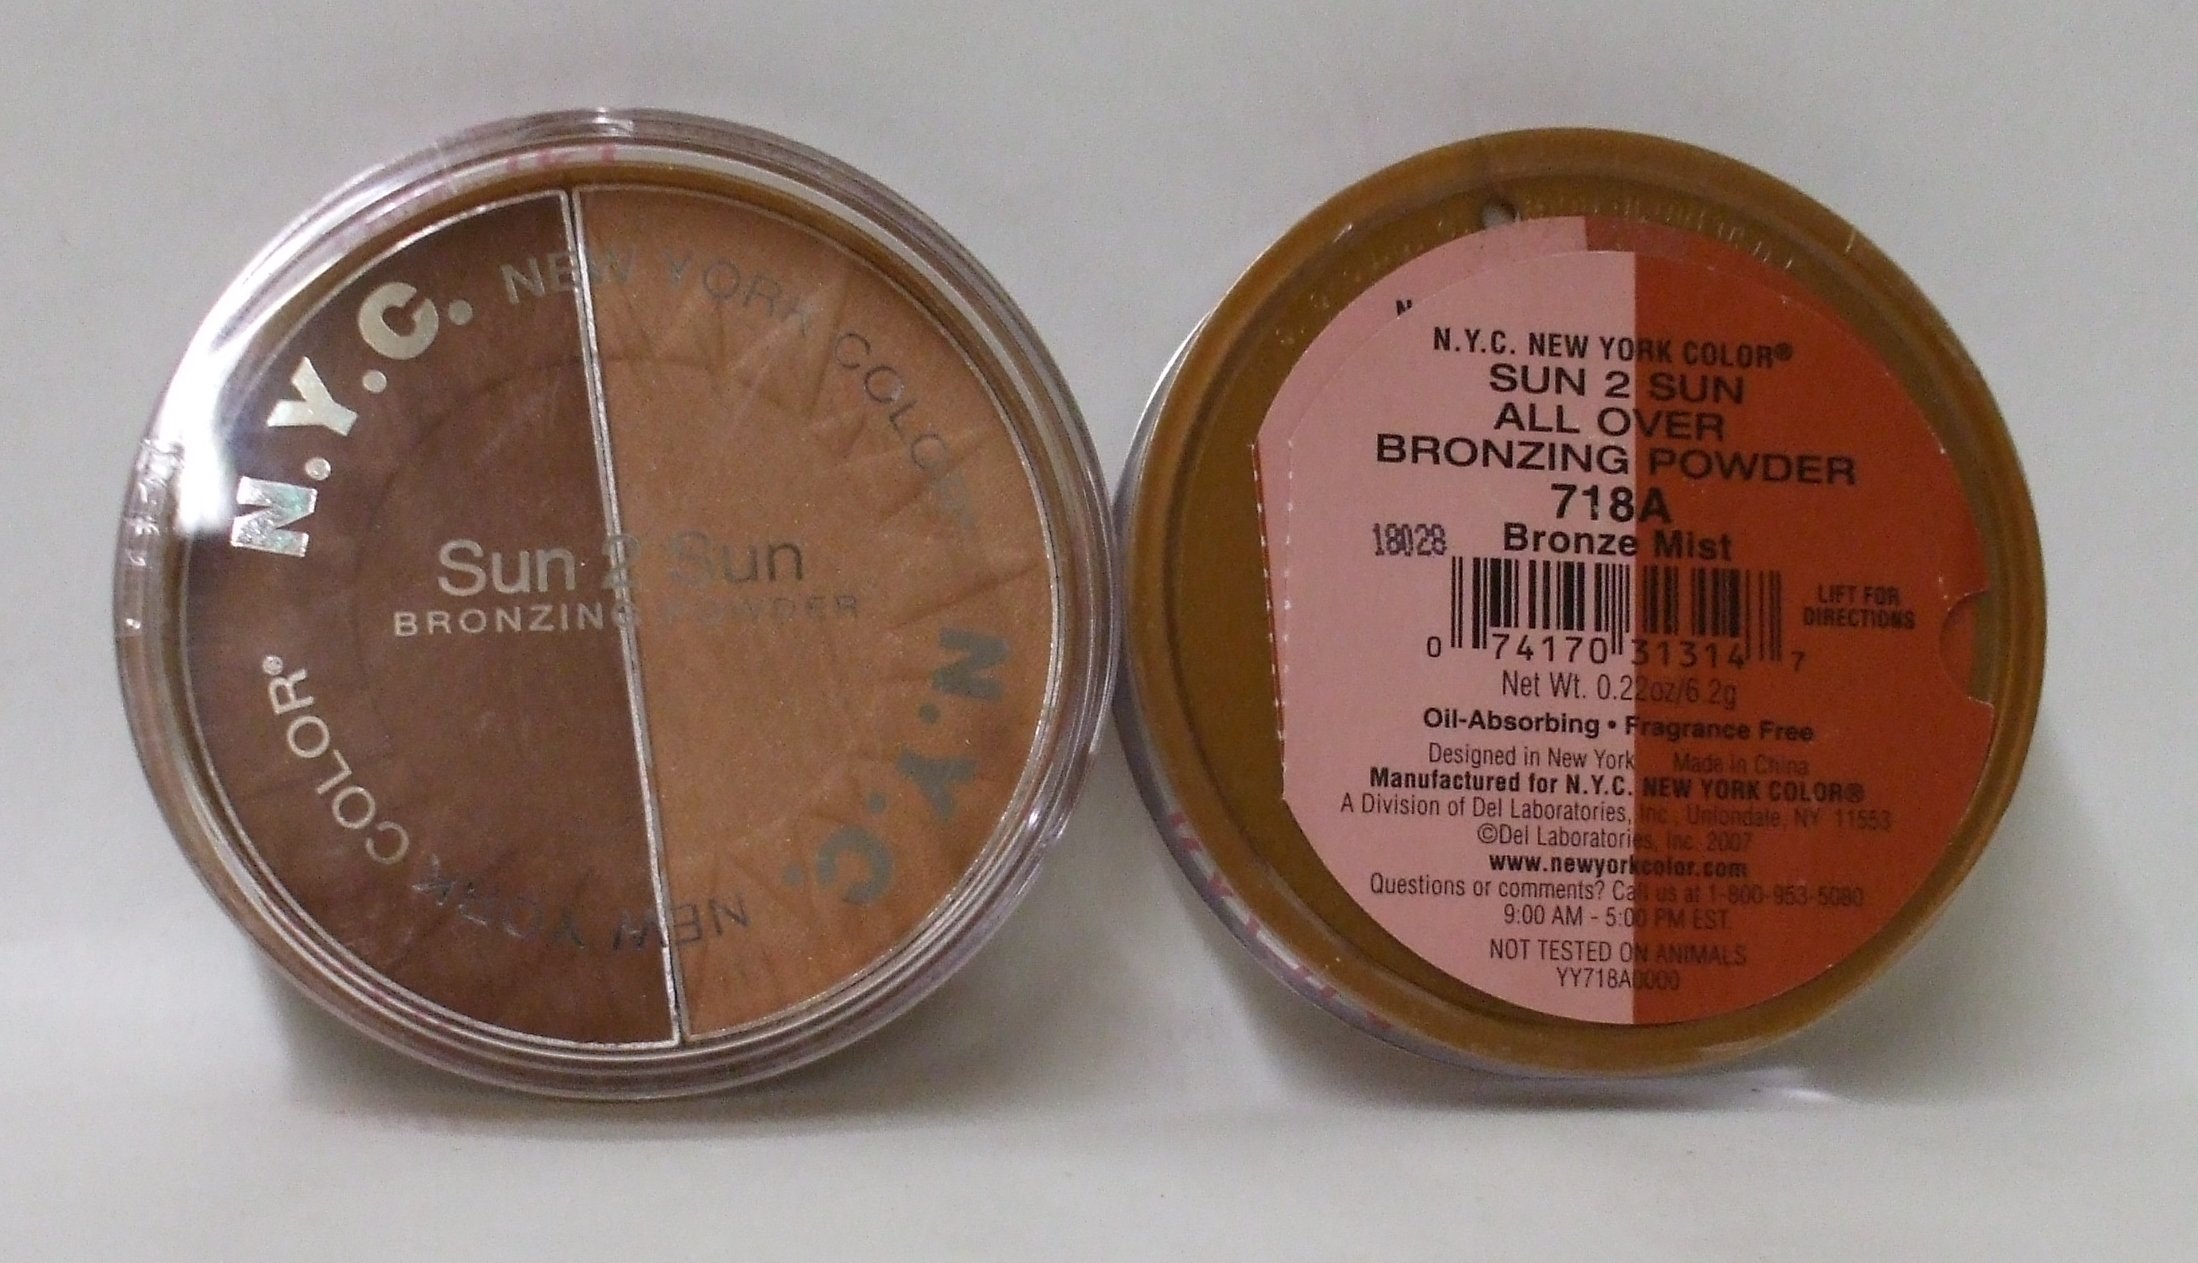 N.Y.C. NEW YORK COLOR
Sun 2 Sun
BRONZING POWDER
N.Y.C. NEW YORK COLOR®
N.Y.C. NEW YORK COLOR®
SUN 2 SUN
ALL OVER
BRONZING POWDER
718A
18028 Bronze Mist
LIFT FOR
DIRECTIONS
0 74170 31314 7
Net Wt. 0.22oz/6.2g
Oil-Absorbing • Fragrance Free
Designed in New York Made in China
Manufactured for N.Y.C. NEW YORK COLOR®
A Division of Del Laboratories, Inc., Uniondale, NY 11553
©Del Laboratories, Inc. 2007
www.newyorkcolor.com
Questions or comments? Call us at 1-800-953-5080
9:00 AM - 5:00 PM EST.
NOT TESTED ON ANIMALS
YY718A0000